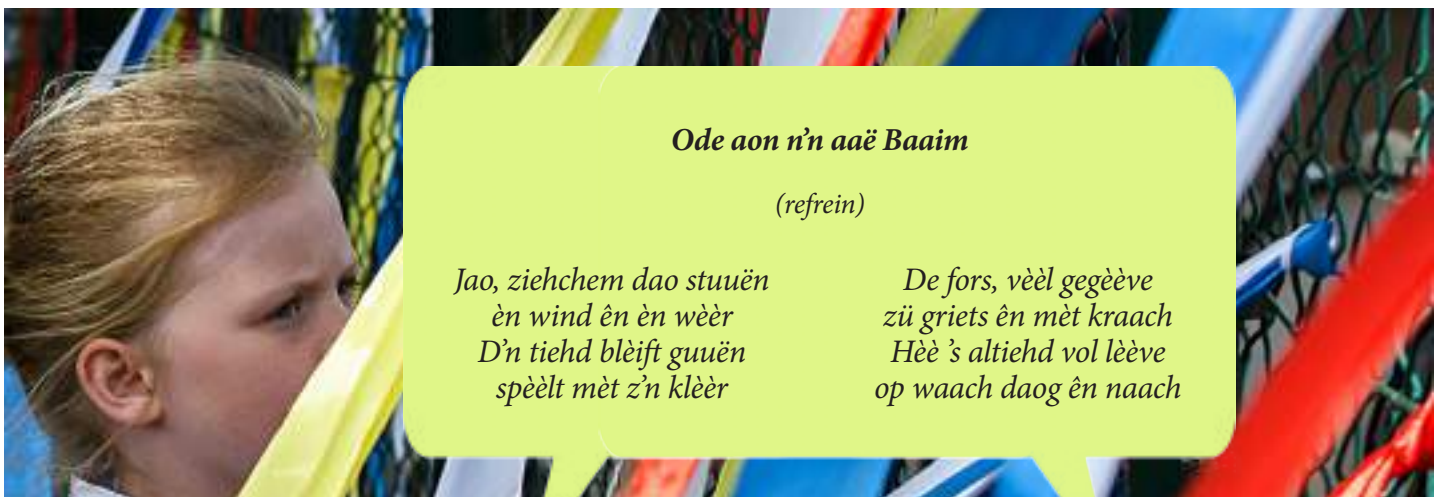 Ode aon n'n aaë Baaim
(refrein)
Jao, ziehchem dao stuuën
èn wind ên èn wèèr
D'n tiehd blèift guuën
spèèlt mèt z'n klèèr
De fors, vèèl gegèève
zü griets ên mèt kraach
Hèè 's altiehd vol lèève
op waach daog ên naach